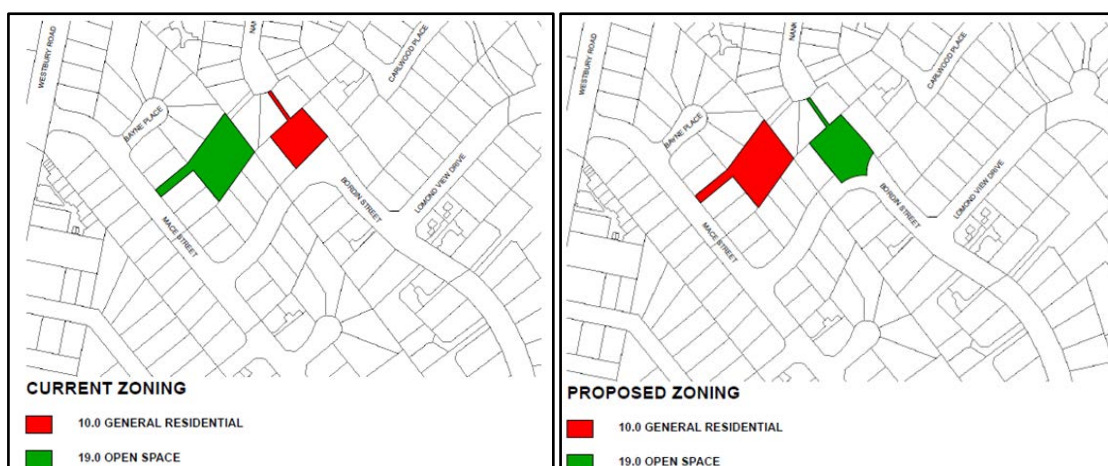 WESTBURY ROAD
NANK
CARLWOOD PLACE
BAYNE PLACE
LOMOND VIEW DRIVE
BORDIN STREET
MACE STREET
CURRENT ZONING
10.0 GENERAL RESIDENTIAL
19.0 OPEN SPACE
WESTBURY ROAD
NANK
CARLWOOD PLACE
BAYNE PLACE
LOMOND VIEW DRIVE
BORDIN STREET
MACE STREET
PROPOSED ZONING
10.0 GENERAL RESIDENTIAL
19.0 OPEN SPACE